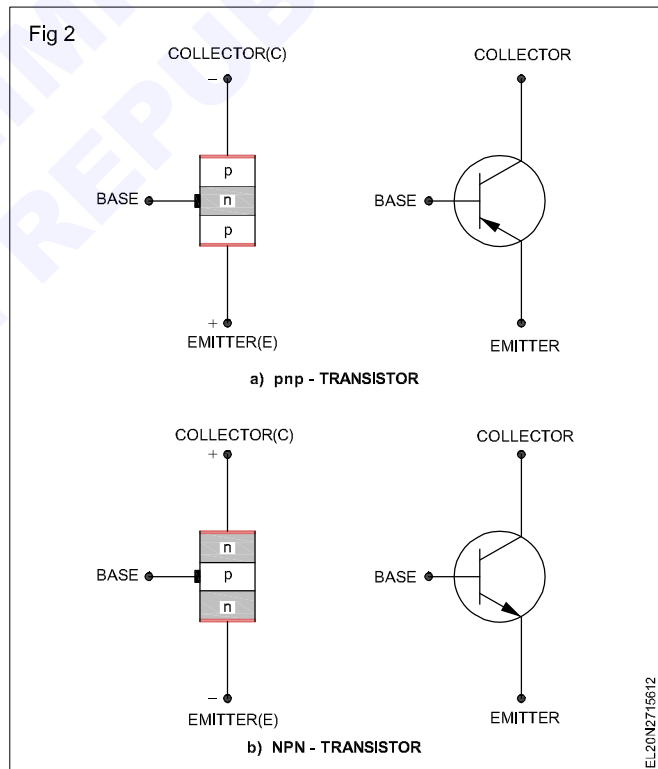 Fig 2
COLLECTOR(C)
COLLECTOR
–
p
BASE
n
BASE
p
+
EMITTER(E)
EMITTER
a) pnp - TRANSISTOR
COLLECTOR(C)
COLLECTOR
+
n
BASE
p
BASE
n
–
EMITTER(E)
EMITTER
b) NPN - TRANSISTOR
EL20N2715612
REPUB